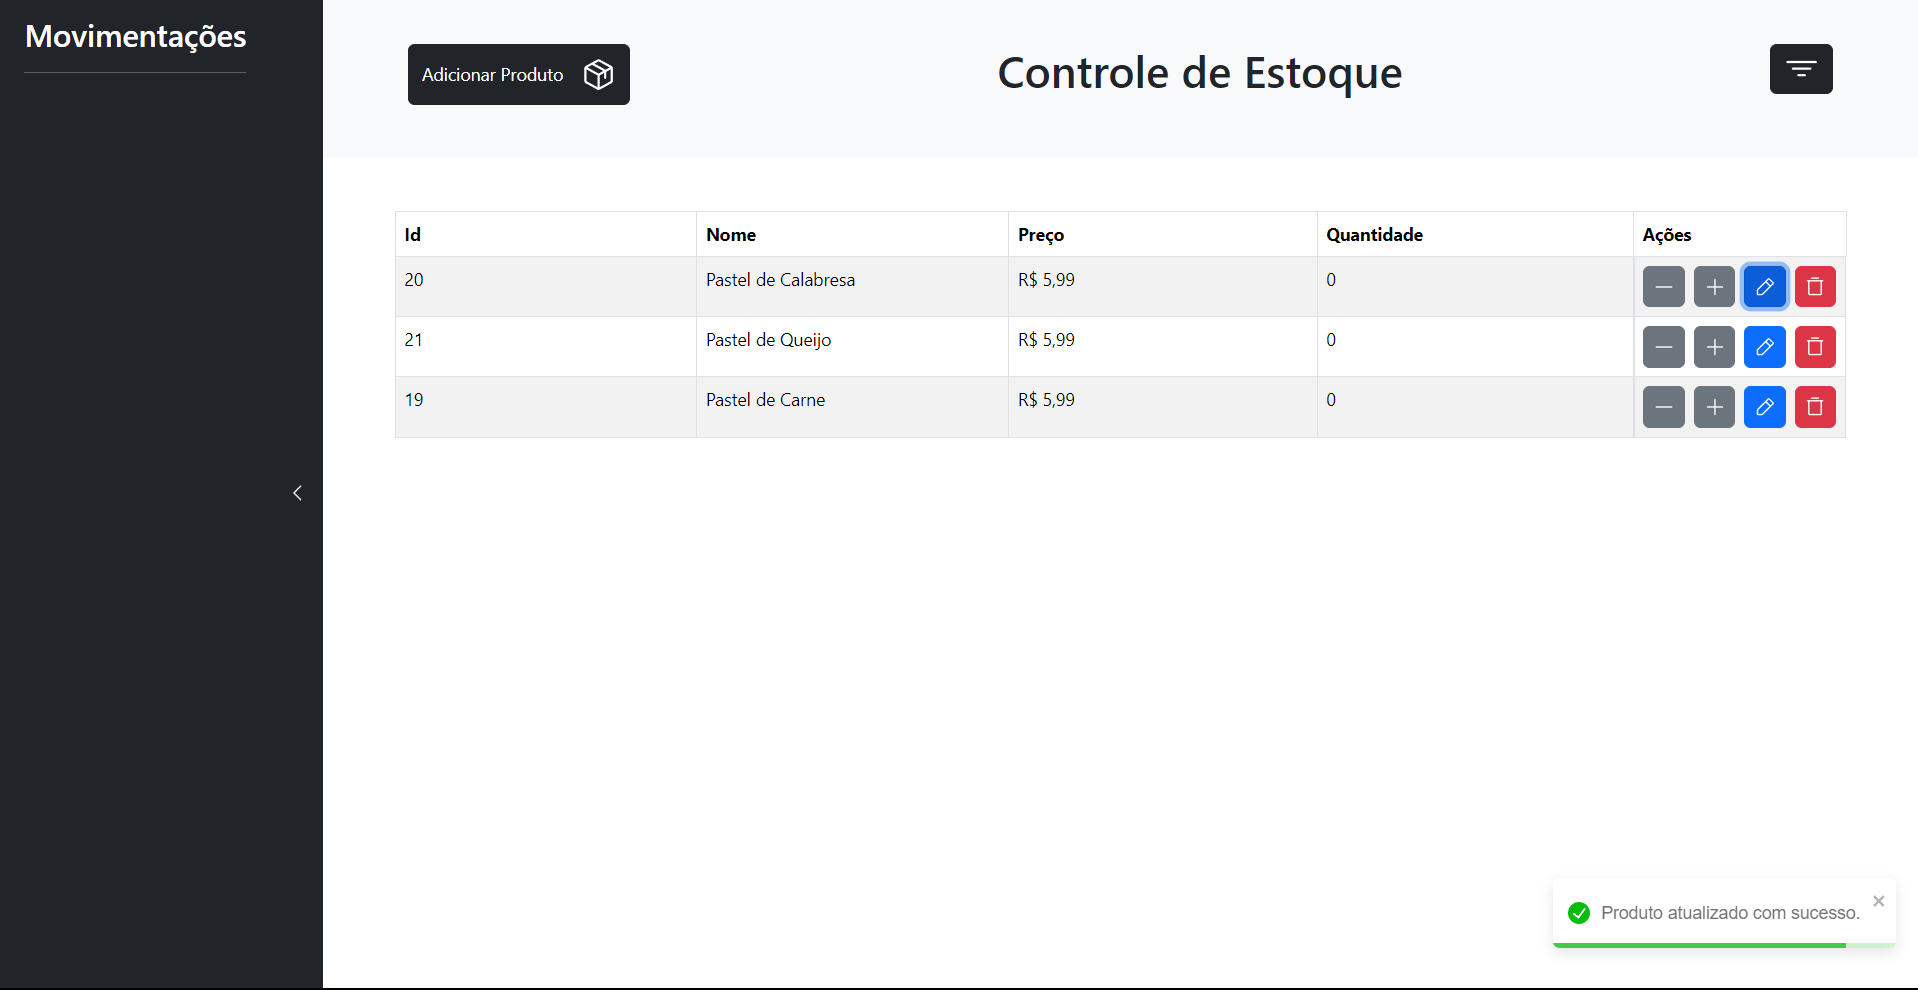 Movimentações
Adicionar Produto
Controle de Estoque
Id Nome Preço Quantidade Ações
20 Pastel de Calabresa R$ 5,99 0
21 Pastel de Queijo R$ 5,99 0
19 Pastel de Carne R$ 5,99 0
Produto atualizado com sucesso.